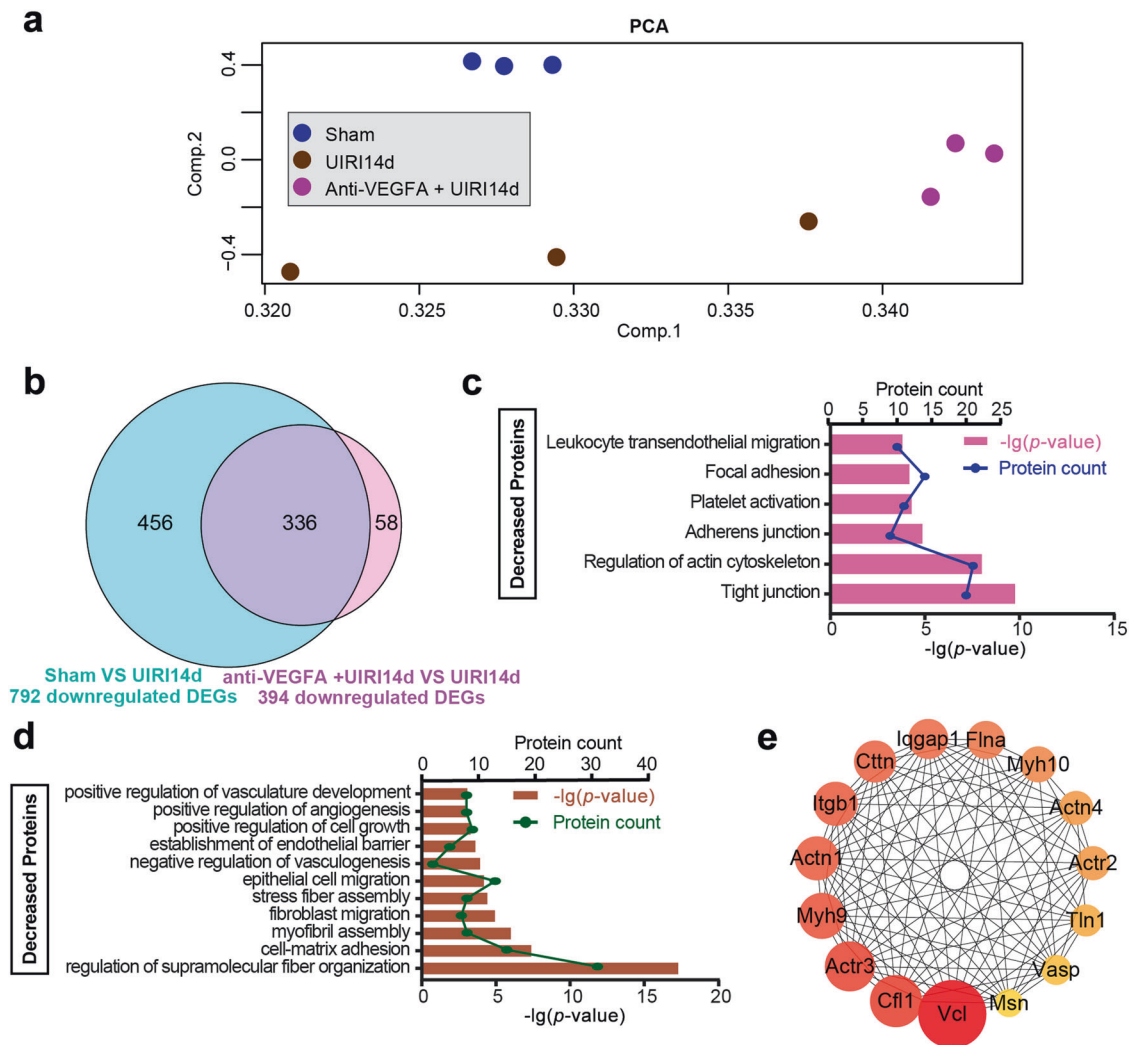 a
PCA
Comp.2
0.4
0.0
−0.4
Sham
UIRI14d
Anti-VEGFA + UIRI14d
0.320 0.325 0.330 0.335 0.340
Comp.1
b
456 336 58
Sham VS UIRI14d anti-VEGFA +UIRI14d VS UIRI14d
792 downregulated DEGs 394 downregulated DEGs
c
Decreased Proteins
Protein count
0 5 10 15 20 25
Leukocyte transendothelial migration
Focal adhesion
Platelet activation
Adherens junction
Regulation of actin cytoskeleton
Tight junction
-lg(p-value)
Protein count
0 5 10 15
-lg(p-value)
d
Decreased Proteins
Protein count
0 10 20 30 40
positive regulation of vasculature development
positive regulation of angiogenesis
positive regulation of cell growth
establishment of endothelial barrier
negative regulation of vasculogenesis
epithelial cell migration
stress fiber assembly
fibroblast migration
myofibril assembly
cell-matrix adhesion
regulation of supramolecular fiber organization
-lg(p-value)
Protein count
0 5 10 15 20
-lg(p-value)
e
Iqgap1
Flna
Myh10
Actn4
Actr2
Tln1
Vasp
Msn
Vcl
Cfl1
Actr3
Myh9
Actn1
Itgb1
Cttn